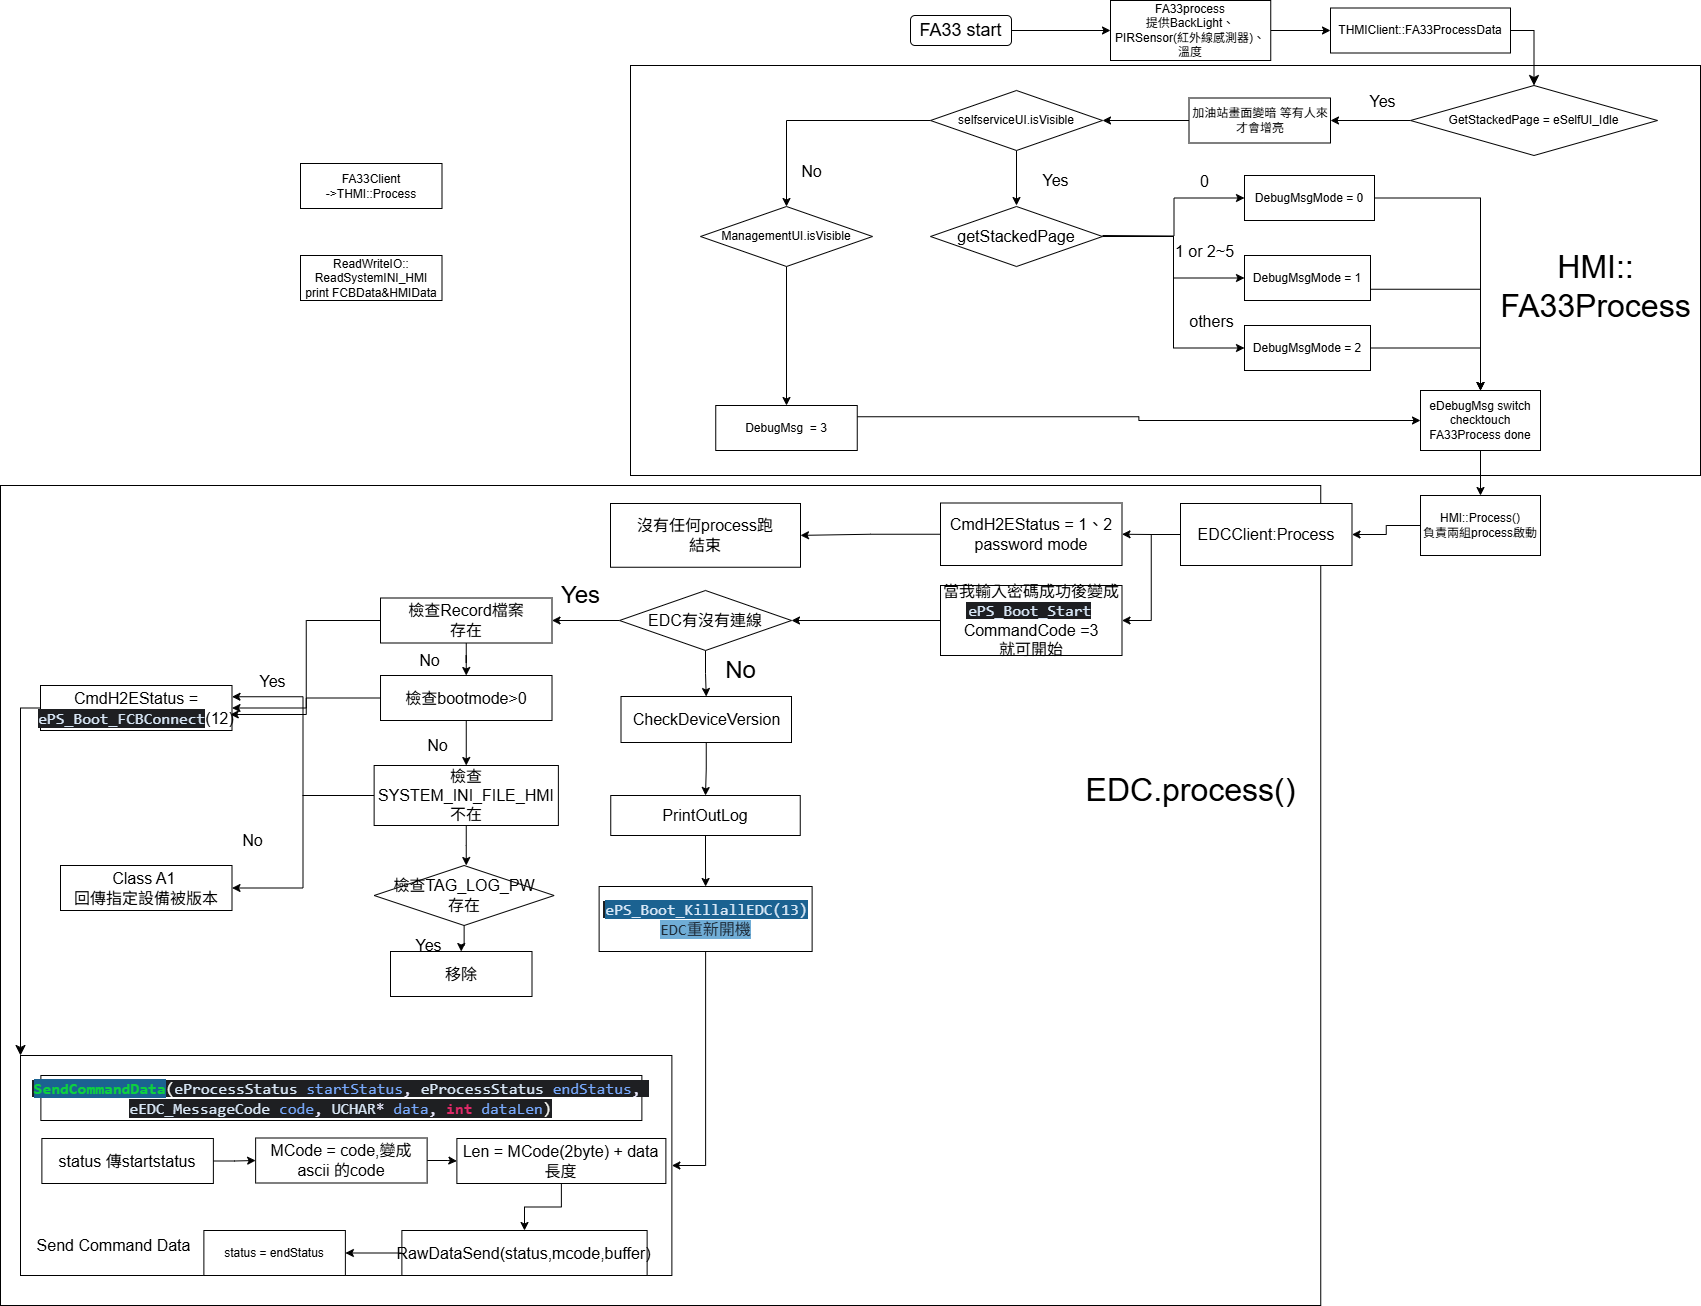 FA33 start
FA33process
提供BackLight、
PIRSensor(紅外線感測器)、
溫度
THMIClient::FA33ProcessData
GetStackedPage = eSelfUI_Idle
Yes
加油站畫面變暗 等有人來
才會增亮
selfserviceUI.isVisible
No
Yes
ManagementUI.isVisible
getStackedPage
0
DebugMsgMode = 0
1 or 2~5
DebugMsgMode = 1
others
DebugMsgMode = 2
HMI::
FA33Process
DebugMsg  = 3
eDebugMsg switch
checktouch
FA33Process done
FA33Client
->THMI::Process
ReadWriteIO::
ReadSystemINI_HMI
print FCBData&HMIData
HMI::Process()
負責兩組process啟動
EDCClient:Process
CmdH2EStatus = 1、2
password mode
沒有任何process跑
結束
當我輸入密碼成功後變成
ePS_Boot_Start
CommandCode =3
就可開始
EDC有沒有連線
Yes
No
檢查Record檔案
存在
No
檢查bootmode>0
No
檢查
SYSTEM_INI_FILE_HMI
不在
檢查TAG_LOG_PW
存在
Yes
移除
Yes
CmdH2EStatus =
ePS_Boot_FCBConnect(12)
No
Class A1
回傳指定設備被版本
CheckDeviceVersion
PrintOutLog
ePS_Boot_KillallEDC(13)
EDC重新開機
EDC.process()
SendCommandData(eProcessStatus startStatus, eProcessStatus endStatus,
eEDC_MessageCode code, UCHAR* data, int dataLen)
status 傳startstatus
MCode = code,變成
ascii 的code
Len = MCode(2byte) + data
長度
RawDataSend(status,mcode,buffer)
status = endStatus
Send Command Data